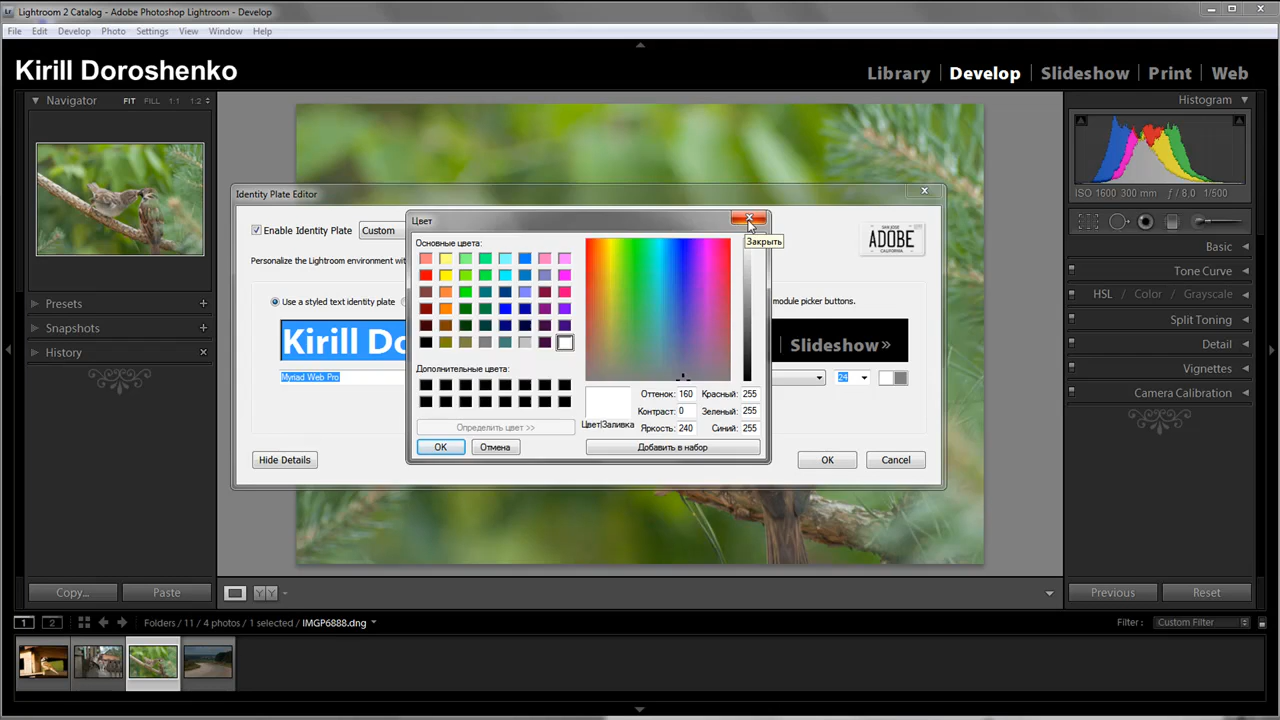 Lightroom 2 Catalog - Adobe Photoshop Lightroom - Develop
File Edit Develop Photo Settings View Window Help
Kirill Doroshenko
Library Develop Slideshow Print Web
Navigator FIT FILL 1:1 1:2
Histogram
ISO 1600 300 mm f / 8,0 1/500
Identity Plate Editor
Enable Identity Plate Custom
ADOBE
Personalize the Lightroom environment wit
Use a styled text identity plate
module picker buttons.
Kirill Do
Slideshow»
Myriad Web Pro
24
Hide Details
OK Cancel
Цвет
Закрыть
Основные цвета:
Дополнительные цвета:
Определить цвет >>
OK Отмена
Цвет|Заливка
Оттенок: 160 Красный: 255
Контраст: 0 Зеленый: 255
Яркость: 240 Синий: 255
Добавить в набор
Presets
Snapshots
History
Basic
Tone Curve
HSL / Color / Grayscale
Split Toning
Detail
Vignettes
Camera Calibration
Copy... Paste
Previous Reset
1 2 Folders / 11 / 4 photos / 1 selected / IMGP6888.dng
Filter : Custom Filter